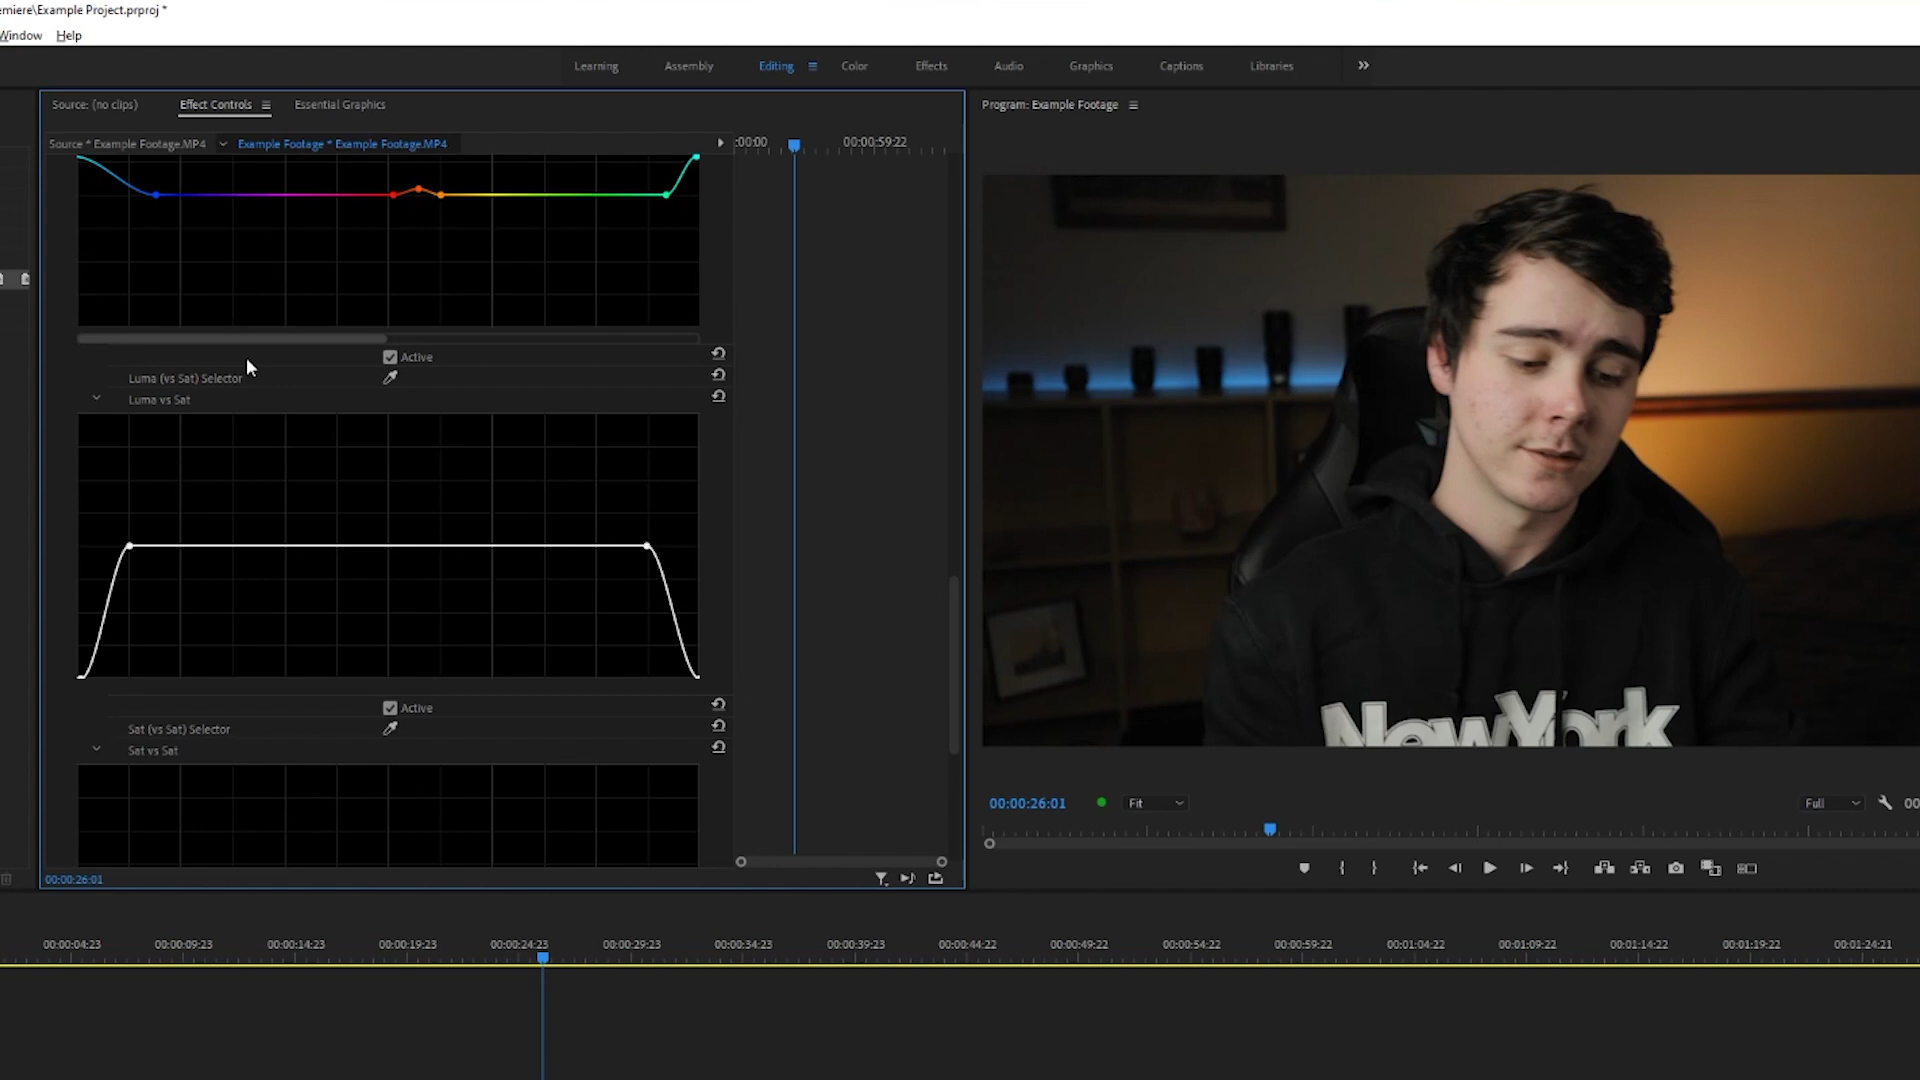 emiere\Example Project.prproj *
Window Help
Learning Assembly Editing Color Effects Audio Graphics Captions Libraries
Source: (no clips) Effect Controls Essential Graphics
Program: Example Footage
Source * Example Footage.MP4 Example Footage * Example Footage.MP4
:00:00 00:00:59:22
Active
Luma (vs Sat) Selector
Luma vs Sat
Active
Sat (vs Sat) Selector
Sat vs Sat
00:00:26:01
NewYork
00:00:26:01 Fit Full 00
00:00:04:23 00:00:09:23 00:00:14:23 00:00:19:23 00:00:24:23 00:00:29:23 00:00:34:23 00:00:39:23 00:00:44:22 00:00:49:22 00:00:54:22 00:00:59:22 00:01:04:22 00:01:09:22 00:01:14:22 00:01:19:22 00:01:24:21